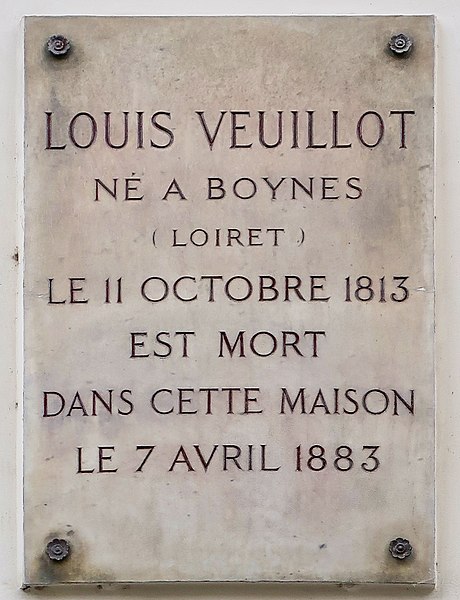 LOUIS VEUILLOT
NÉ A BOYNES
( LOIRET )
LE 11 OCTOBRE 1813
EST MORT
DANS CETTE MAISON
LE 7 AVRIL 1883